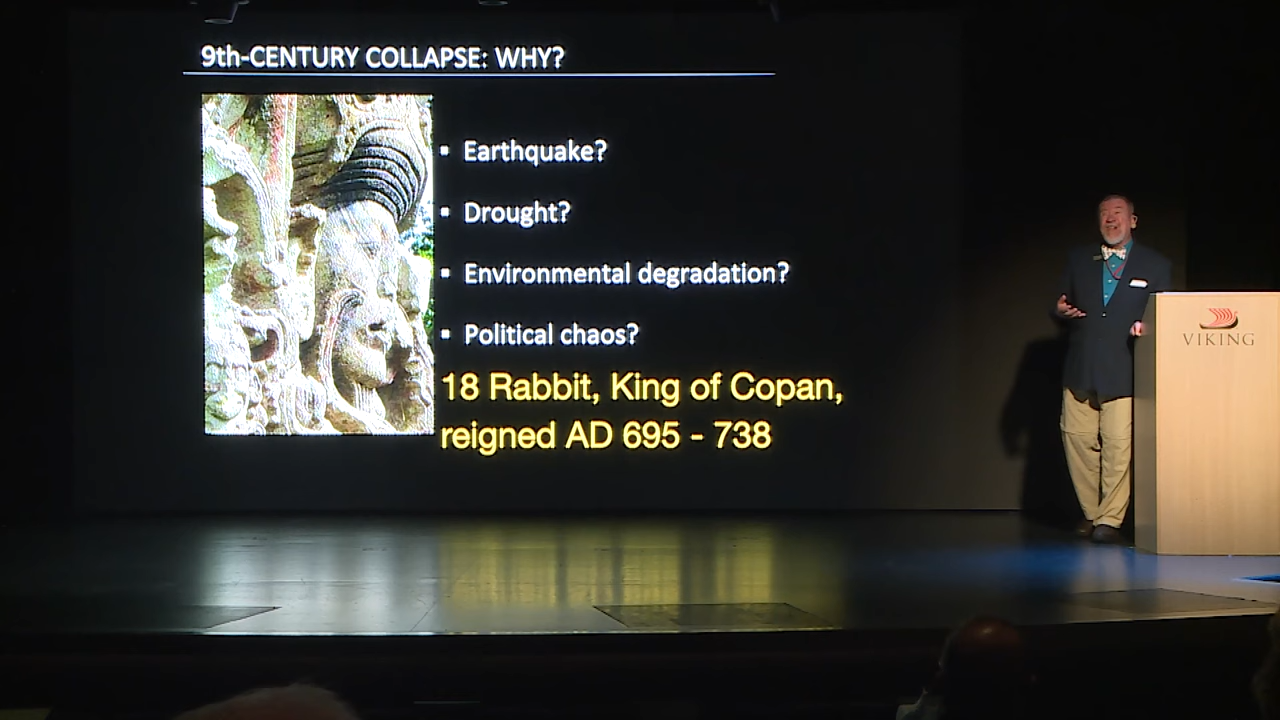 9th-CENTURY COLLAPSE: WHY?
▪ Earthquake?
▪ Drought?
▪ Environmental degradation?
▪ Political chaos?
18 Rabbit, King of Copan,
reigned AD 695 - 738
VIKING